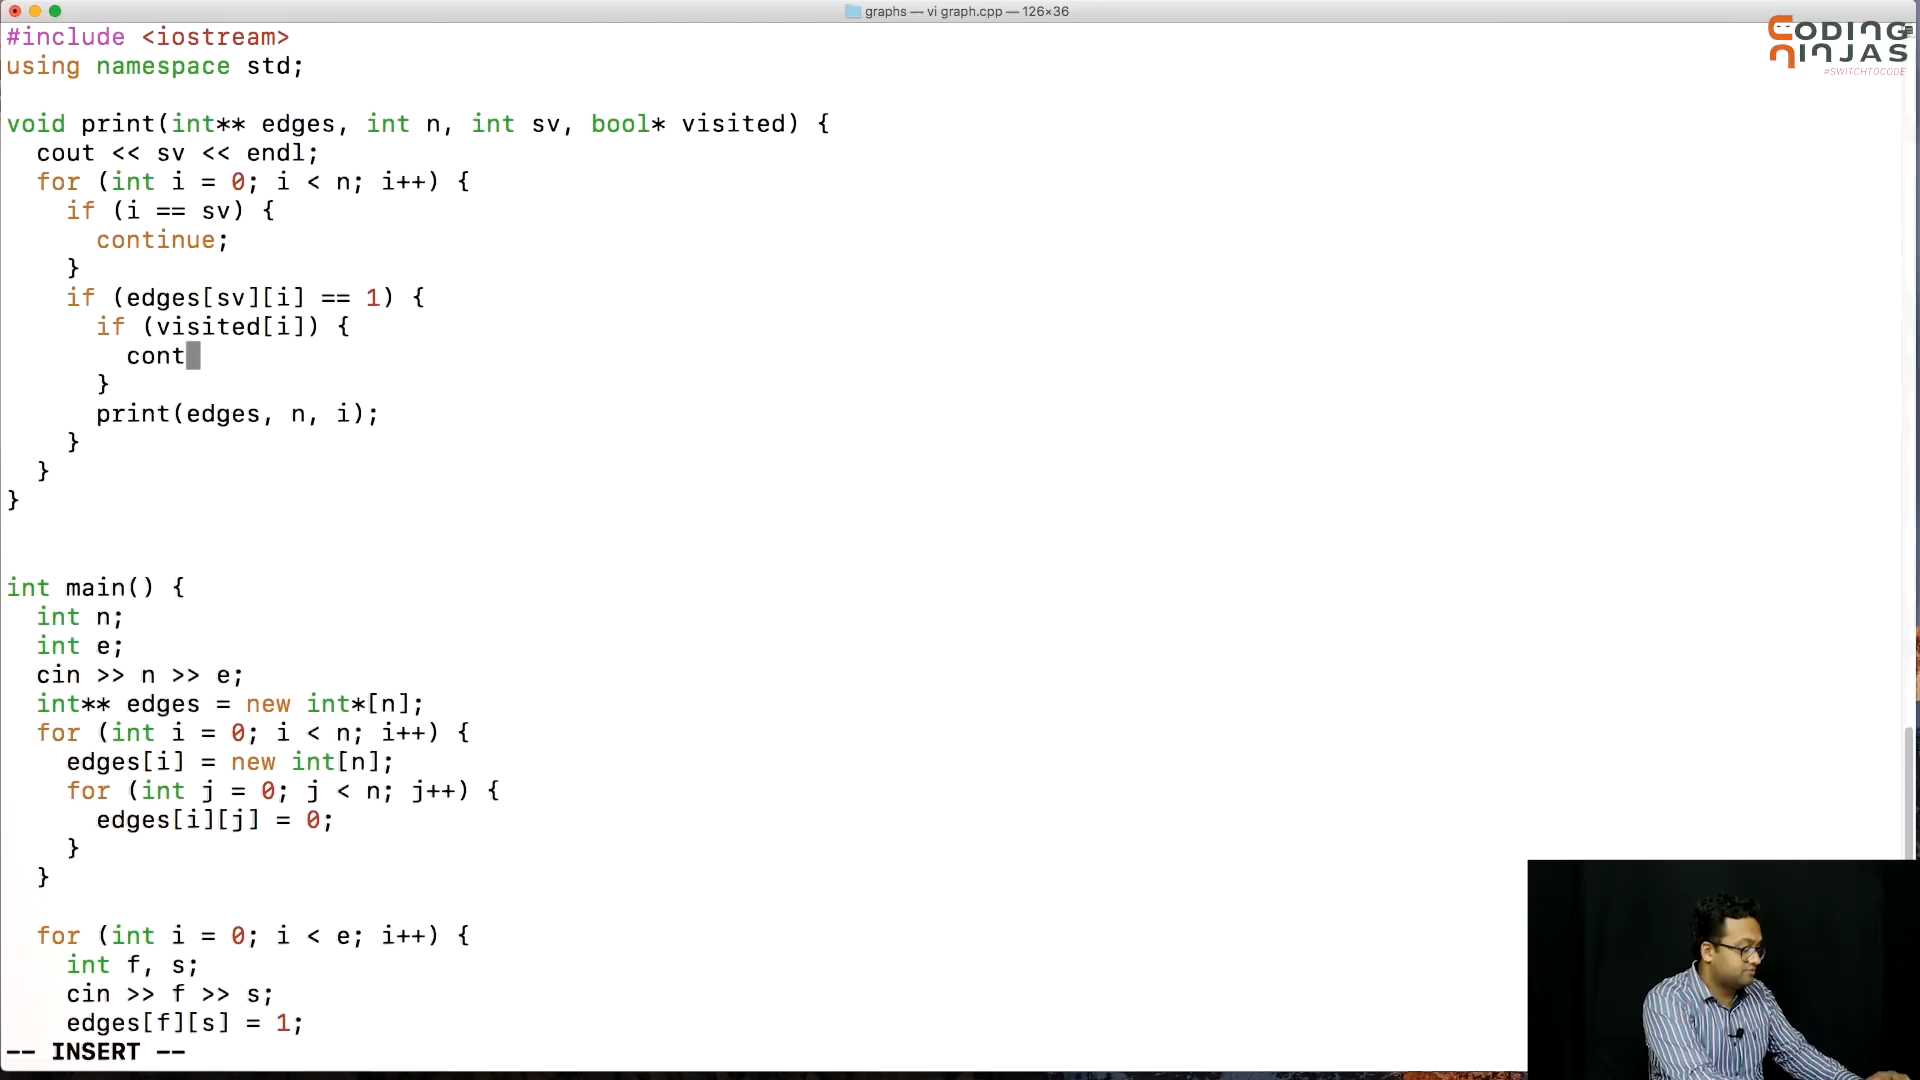 graphs — vi graph.cpp — 126×36
CODING
NINJAS
#SWITCHTOCODE
#include <iostream>
using namespace std;
void print(int** edges, int n, int sv, bool* visited) {
  cout << sv << endl;
  for (int i = 0; i < n; i++) {
    if (i == sv) {
      continue;
    }
    if (edges[sv][i] == 1) {
      if (visited[i]) {
        cont
      }
      print(edges, n, i);
    }
  }
}
int main() {
  int n;
  int e;
  cin >> n >> e;
  int** edges = new int*[n];
  for (int i = 0; i < n; i++) {
    edges[i] = new int[n];
    for (int j = 0; j < n; j++) {
      edges[i][j] = 0;
    }
  }
  for (int i = 0; i < e; i++) {
    int f, s;
    cin >> f >> s;
    edges[f][s] = 1;
-- INSERT --